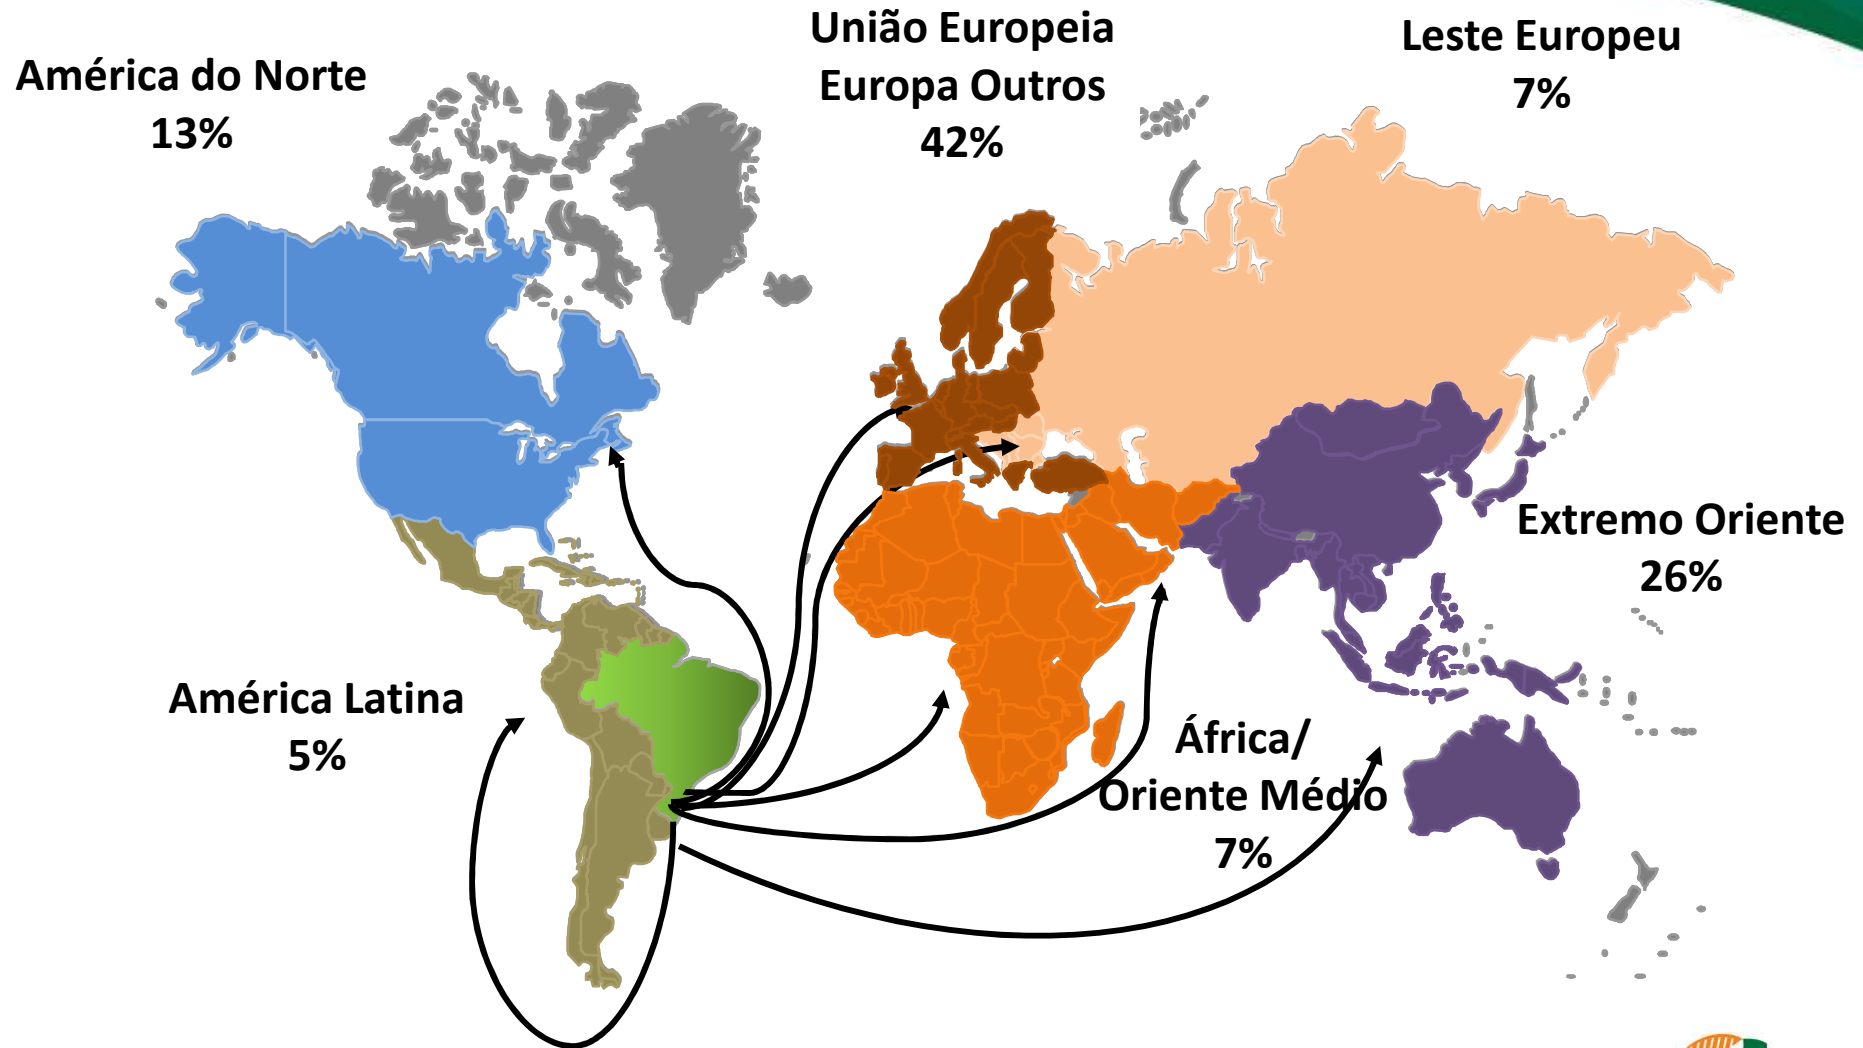 América do Norte
13%
União Europeia
Europa Outros
42%
Leste Europeu
7%
Extremo Oriente
26%
América Latina
5%
África/
Oriente Médio
7%